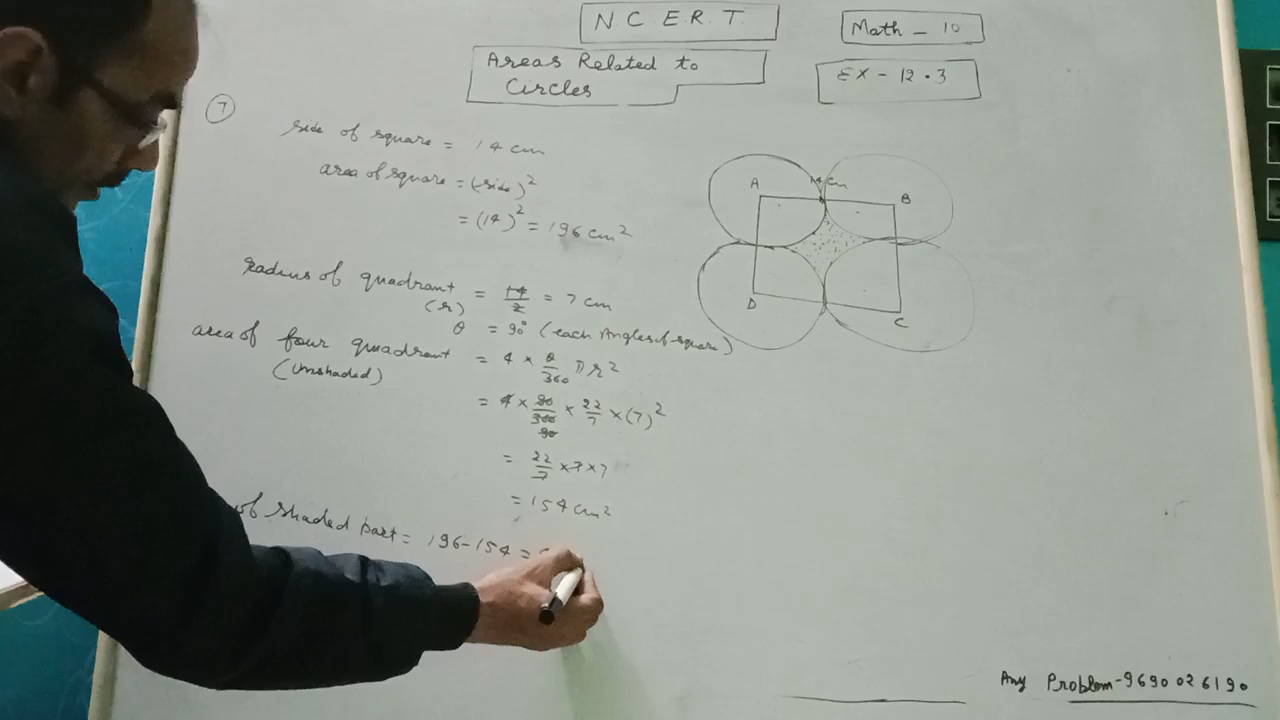 N.C.E.R.T.
Math - 10
Areas Related to
Circles
EX - 12.3
7
side of square = 14 cm
area of square = (side)²
= (14)² = 196 cm²
radius of quadrant = 14/2 = 7 cm
(r)
θ = 90° (each Angles of square)
area of four quadrant = 4 × θ/360 πr²
(Unshaded)
= 4 × 90/360 × 22/7 × (7)²
90
= 22/7 × 7 × 7
= 154 cm²
of shaded part = 196 - 154 =
A
14 cm
B
D
C
Any Problem - 9690026190